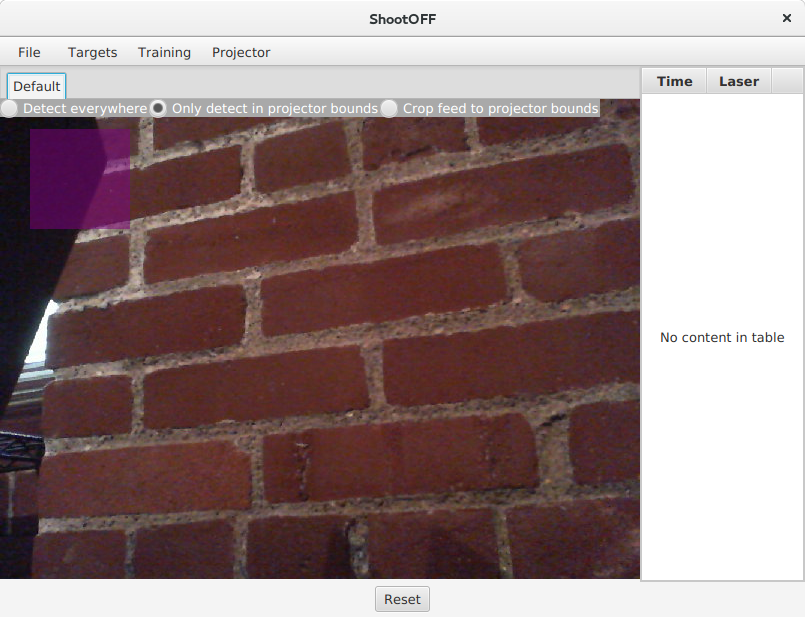 ShootOFF ×
File Targets Training Projector
Default Time Laser
Detect everywhere Only detect in projector bounds Crop feed to projector bounds
No content in table
Reset